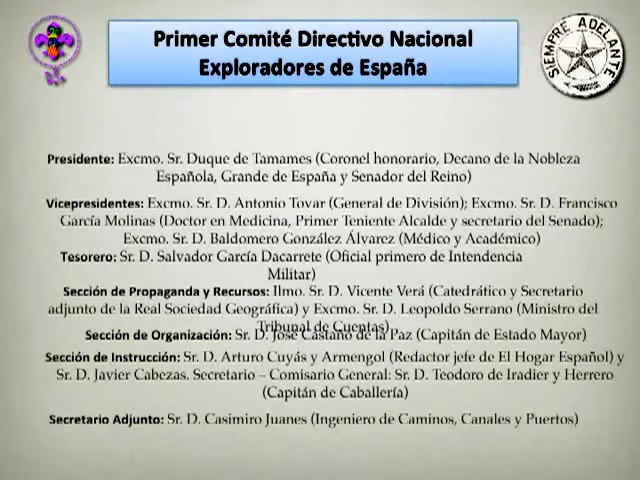 Primer Comité Directivo Nacional
Exploradores de España
SIEMPRE ADELANTE
Presidente: Excmo. Sr. Duque de Tamames (Coronel honorario, Decano de la Nobleza
Española, Grande de España y Senador del Reino)
Vicepresidentes: Excmo. Sr. D. Antonio Tovar (General de División); Excmo. Sr. D. Francisco
García Molinas (Doctor en Medicina, Primer Teniente Alcalde y secretario del Senado);
Excmo. Sr. D. Baldomero González Álvarez (Médico y Académico)
Tesorero: Sr. D. Salvador García Dacarrete (Oficial primero de Intendencia
Militar)
Sección de Propaganda y Recursos: Ilmo. Sr. D. Vicente Verá (Catedrático y Secretario
adjunto de la Real Sociedad Geográfica) y Excmo. Sr. D. Leopoldo Serrano (Ministro del
Tribunal de Cuentas)
Sección de Organización: Sr. D. José Castaño de la Paz (Capitán de Estado Mayor)
Sección de Instrucción: Sr. D. Arturo Cuyás y Armengol (Redactor jefe de El Hogar Español) y
Sr. D. Javier Cabezas. Secretario – Comisario General: Sr. D. Teodoro de Iradier y Herrero
(Capitán de Caballería)
Secretario Adjunto: Sr. D. Casimiro Juanes (Ingeniero de Caminos, Canales y Puertos)